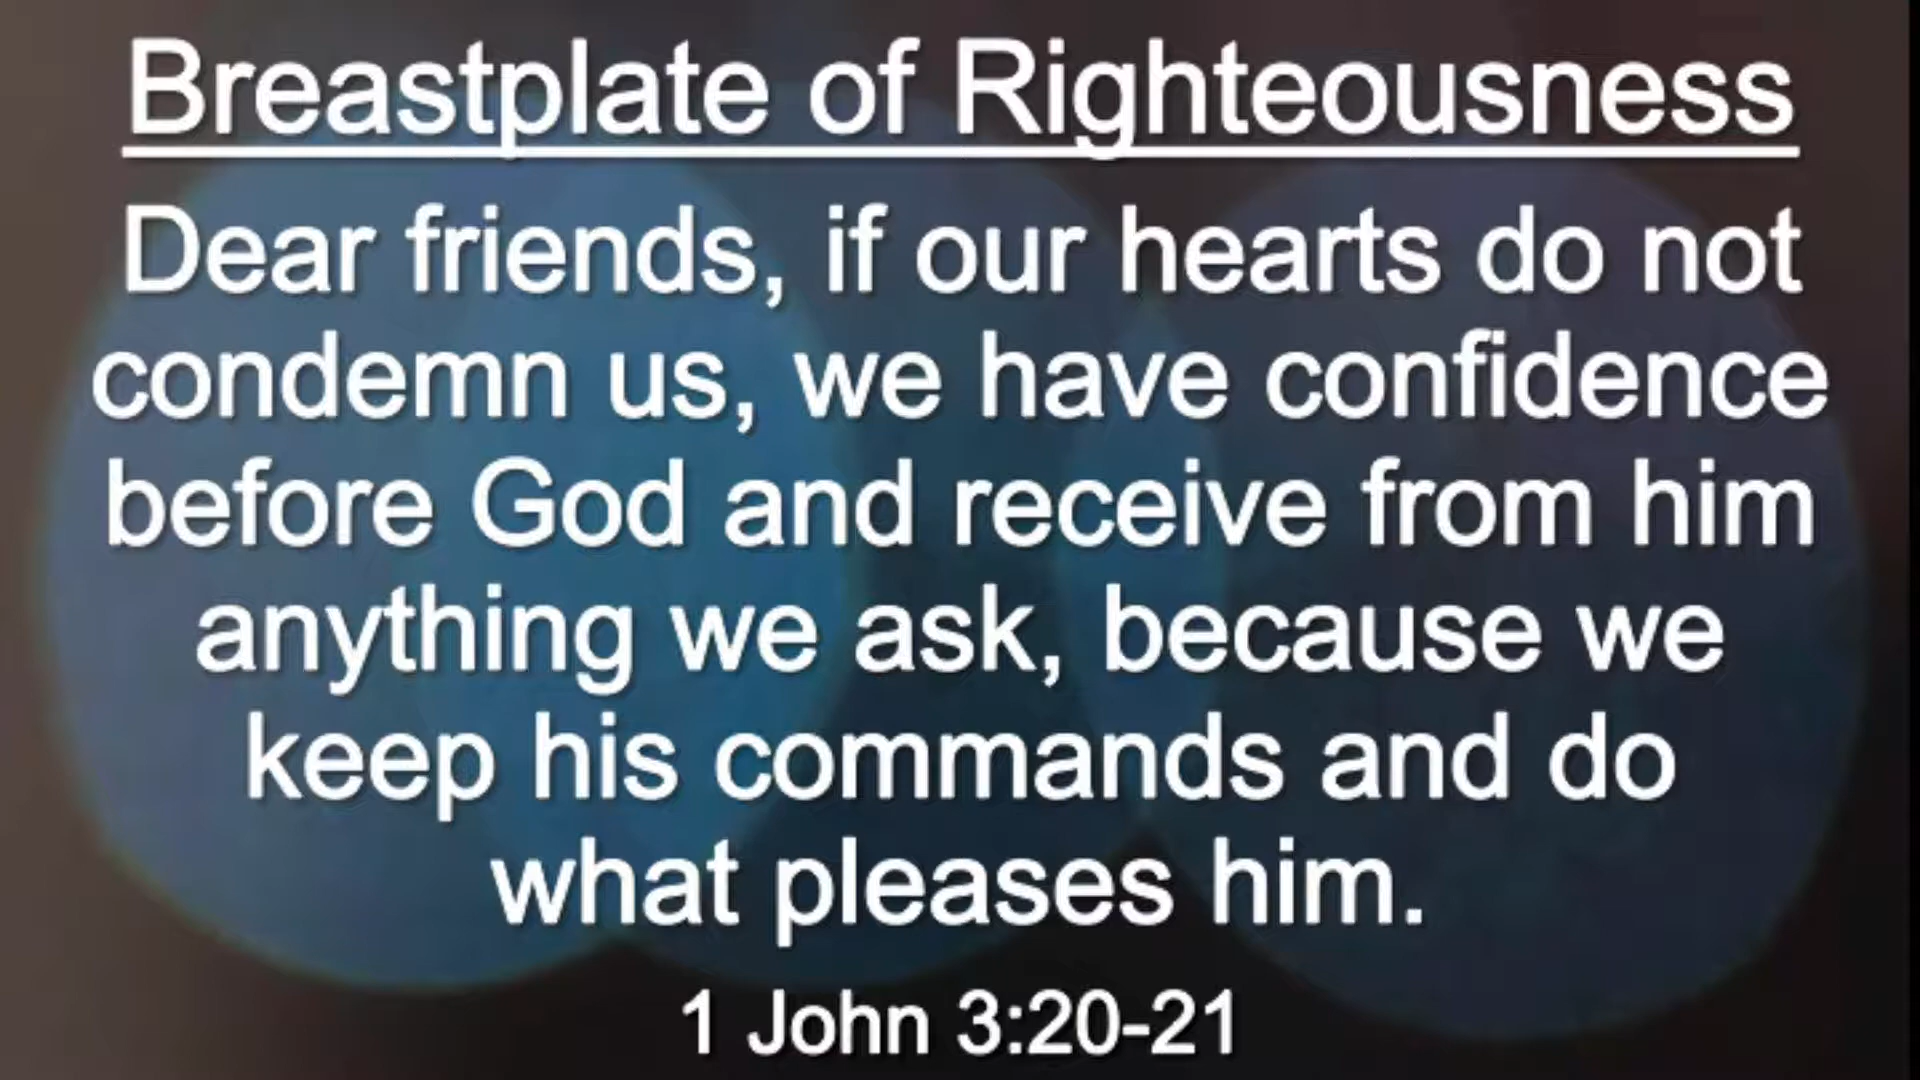 Breastplate of Righteousness
Dear friends, if our hearts do not
condemn us, we have confidence
before God and receive from him
anything we ask, because we
keep his commands and do
what pleases him.
1 John 3:20-21